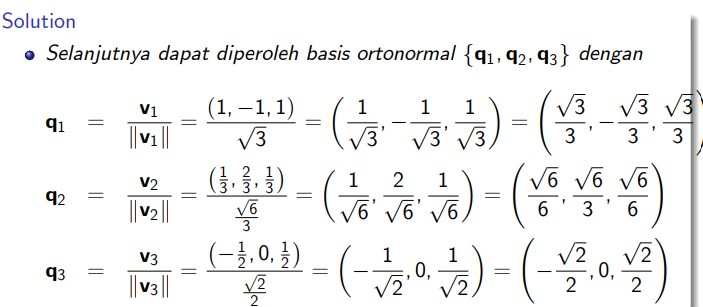 Solution
Selanjutnya dapat diperoleh basis ortonormal {q₁, q₂, q₃} dengan
q₁ = v₁/‖v₁‖ = (1, −1, 1)/√3 = (1/√3, −1/√3, 1/√3) = (√3/3, −√3/3, √3/3)
q₂ = v₂/‖v₂‖ = (1/3, 2/3, 1/3)/(√6/3) = (1/√6, 2/√6, 1/√6) = (√6/6, √6/3, √6/6)
q₃ = v₃/‖v₃‖ = (−1/2, 0, 1/2)/(√2/2) = (−1/√2, 0, 1/√2) = (−√2/2, 0, √2/2)